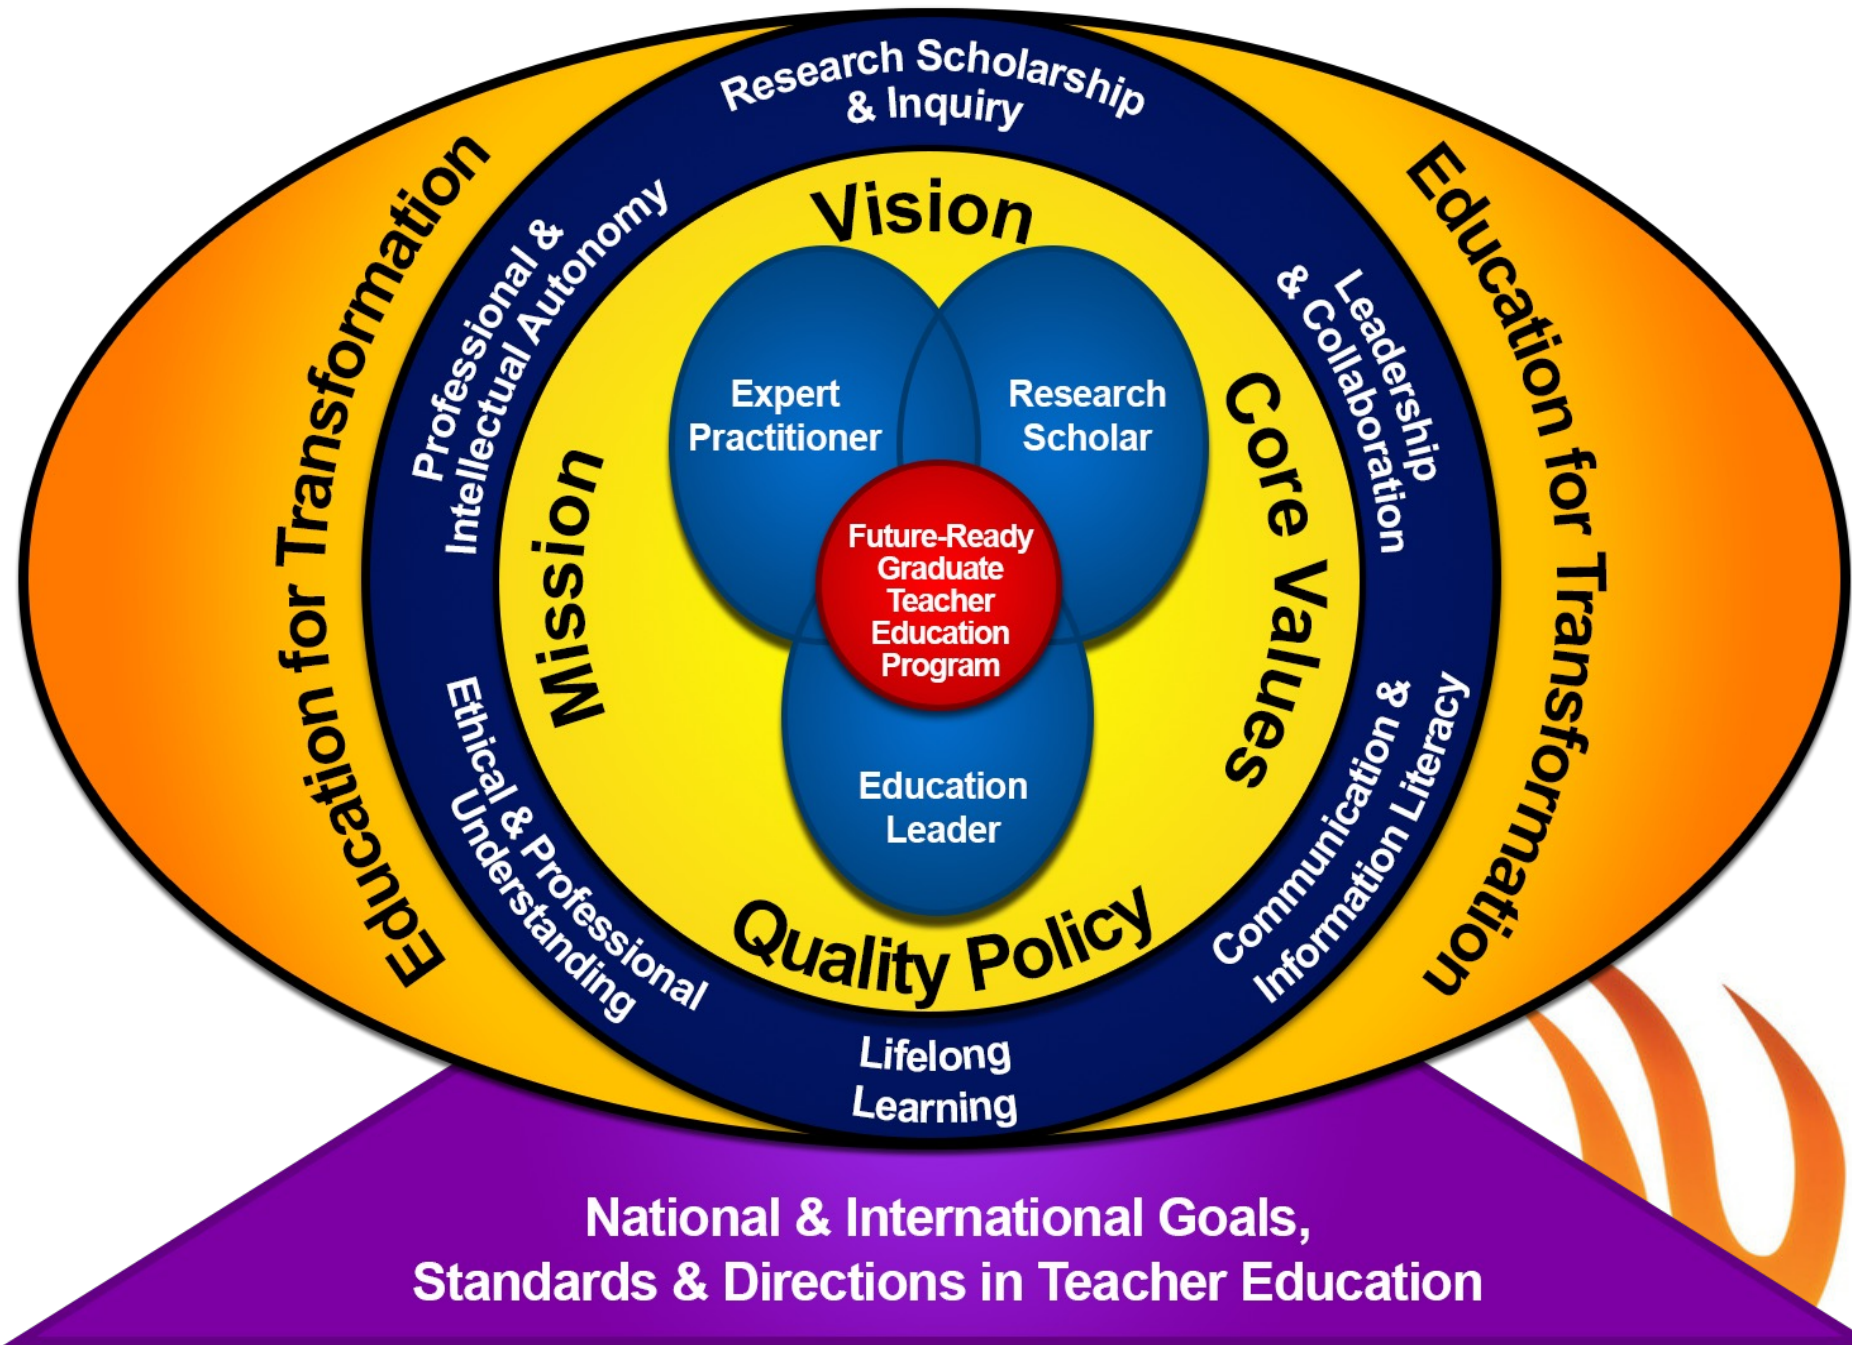 Research Scholarship
& Inquiry
Professional &
Intellectual Autonomy
Leadership
& Collaboration
Education for Transformation
Education for Transformation
Vision
Mission
Core Values
Quality Policy
Expert
Practitioner
Research
Scholar
Future-Ready
Graduate
Teacher
Education
Program
Education
Leader
Ethical & Professional
Understanding
Communication &
Information Literacy
Lifelong
Learning
National & International Goals,
Standards & Directions in Teacher Education